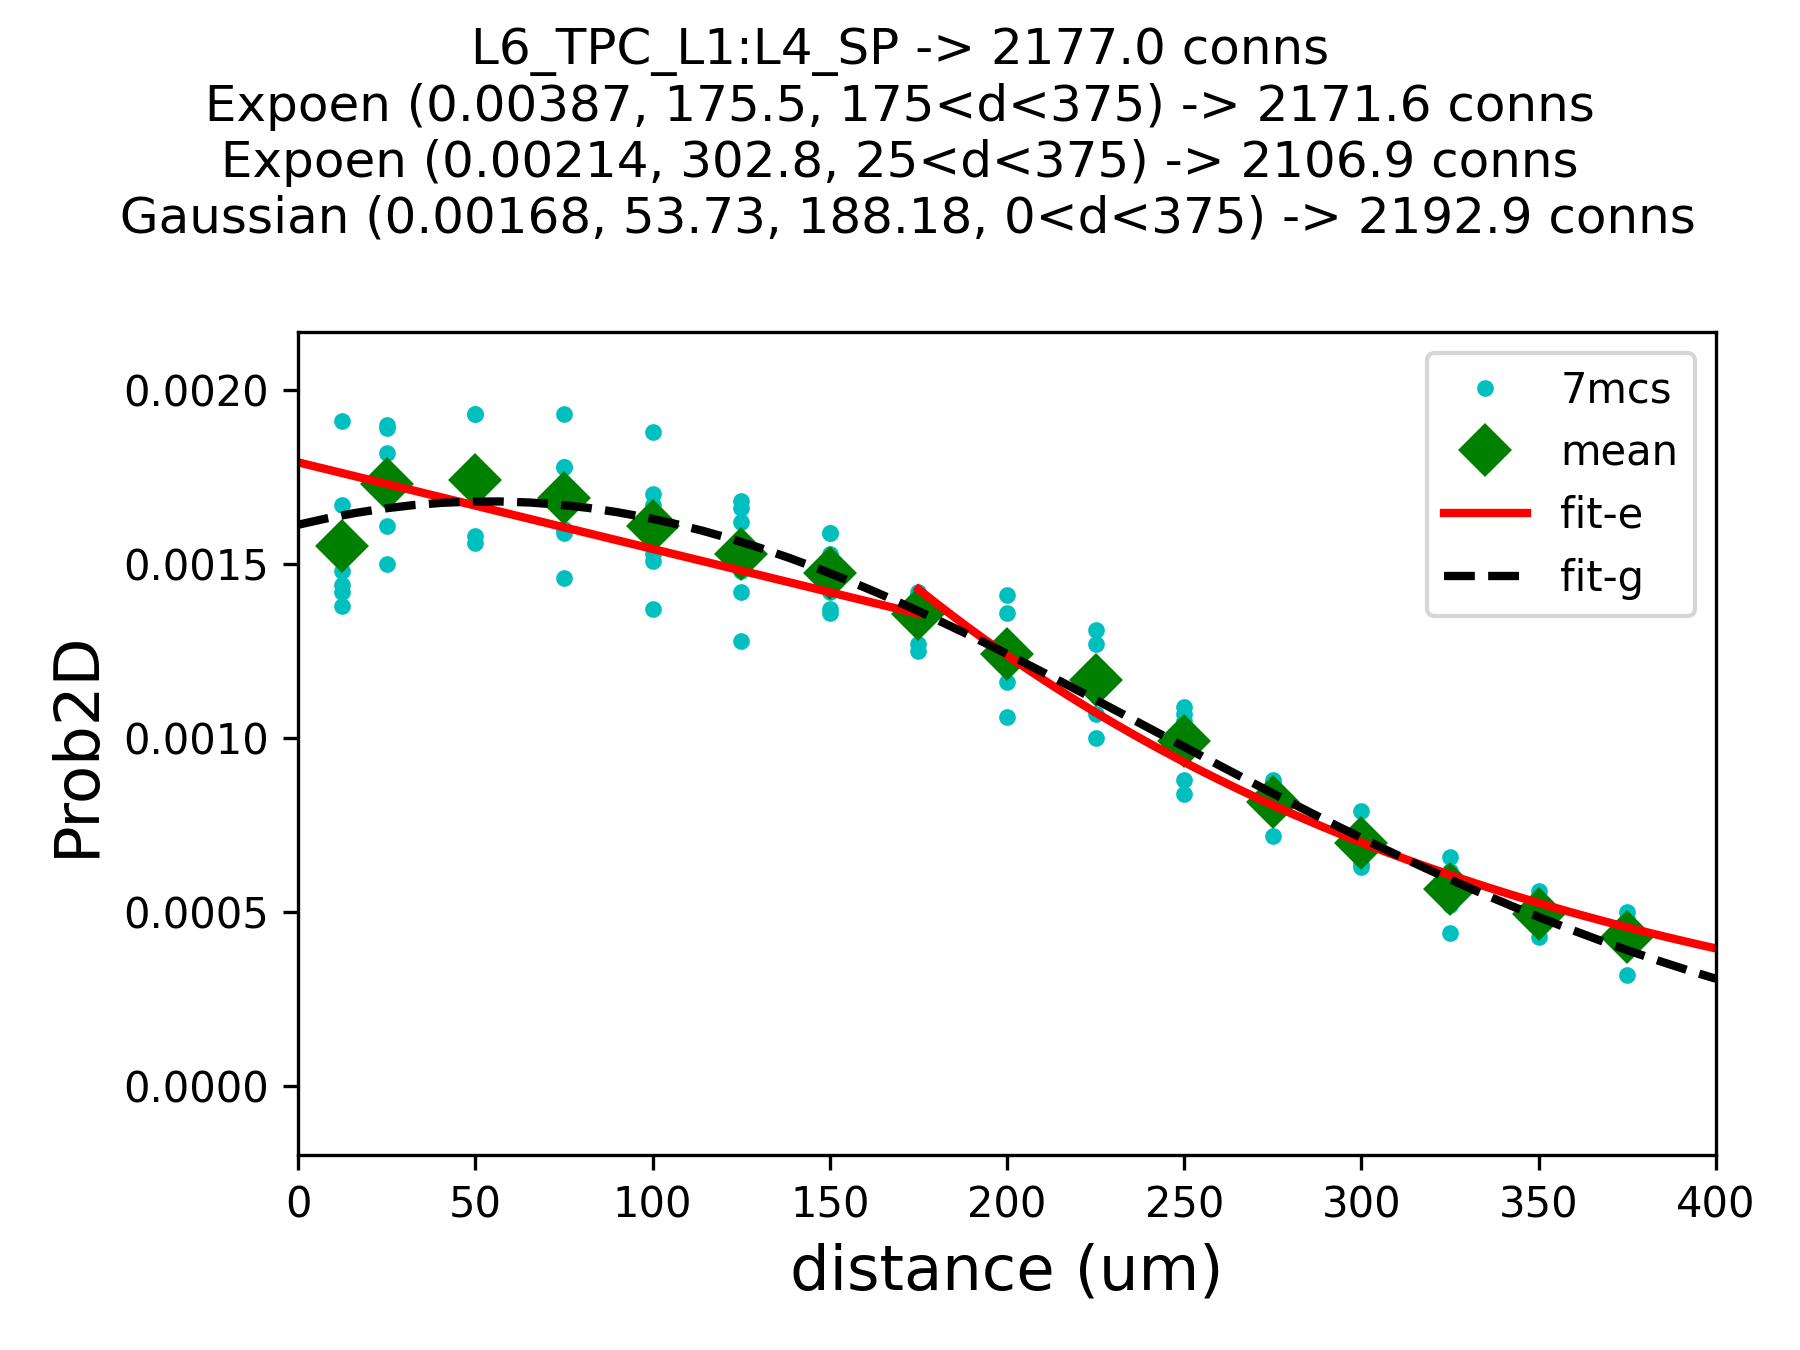 L6_TPC_L1:L4_SP -> 2177.0 conns
Expoen (0.00387, 175.5, 175<d<375) -> 2171.6 conns
Expoen (0.00214, 302.8, 25<d<375) -> 2106.9 conns
Gaussian (0.00168, 53.73, 188.18, 0<d<375) -> 2192.9 conns
7mcs
mean
fit-e
fit-g
Prob2D
0.0020
0.0015
0.0010
0.0005
0.0000
0 50 100 150 200 250 300 350 400
distance (um)